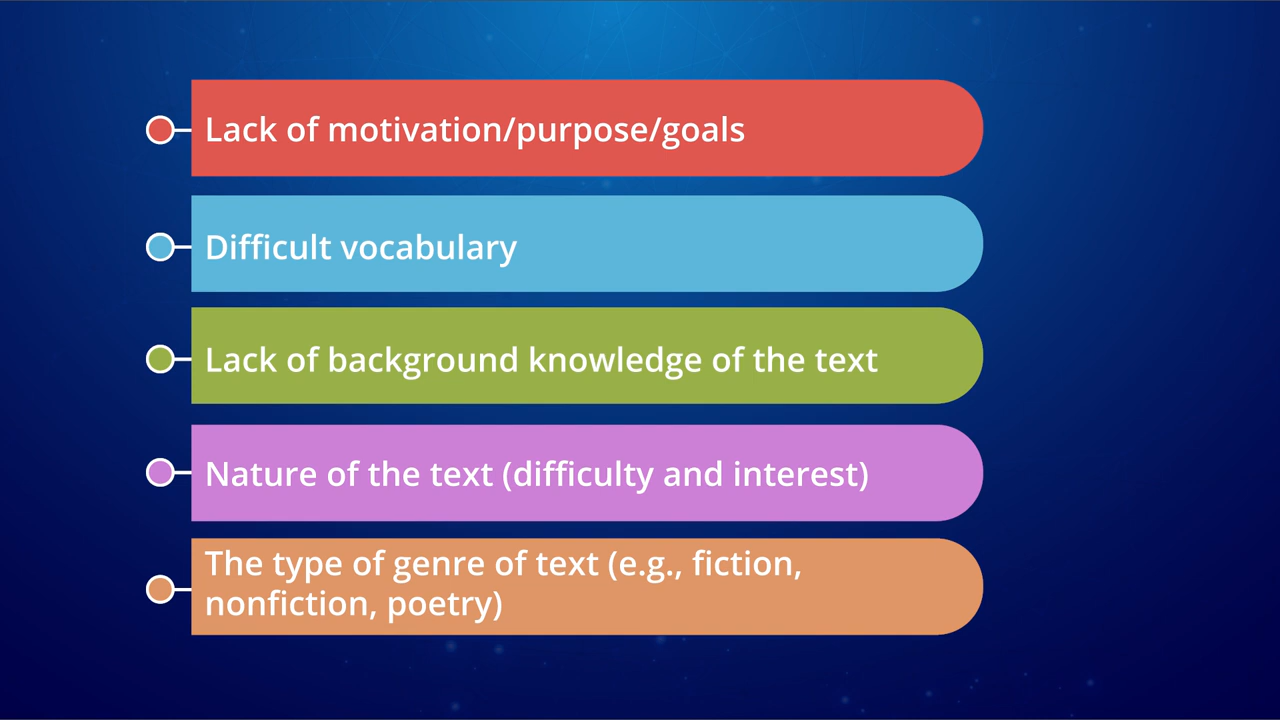 Lack of motivation/purpose/goals
Difficult vocabulary
Lack of background knowledge of the text
Nature of the text (difficulty and interest)
The type of genre of text (e.g., fiction,
nonfiction, poetry)